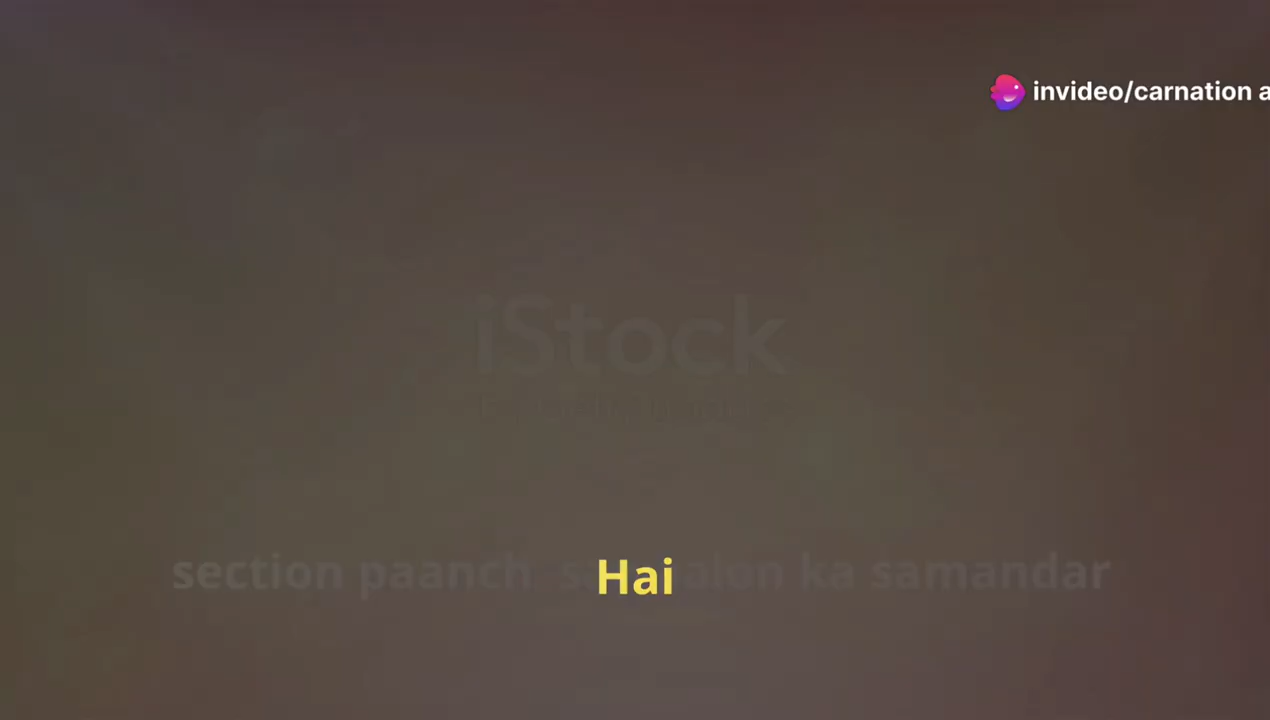 invideo/carnation a
iStock
section paanch ka samandar
Hai